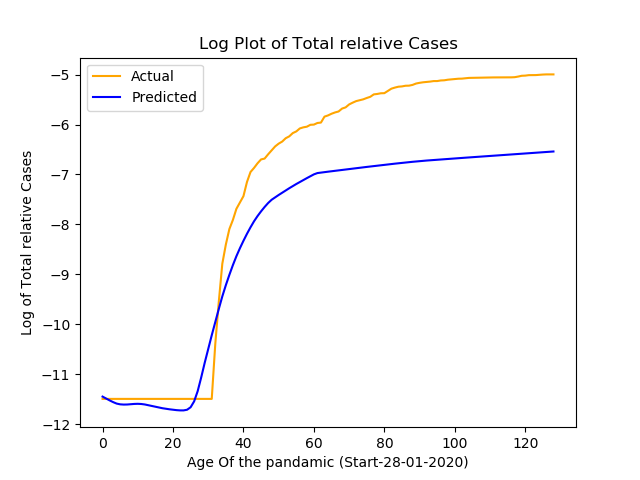 Log Plot of Total relative Cases
Actual
Predicted
Log of Total relative Cases
−5
−6
−7
−8
−9
−10
−11
−12
0 20 40 60 80 100 120
Age Of the pandamic (Start-28-01-2020)